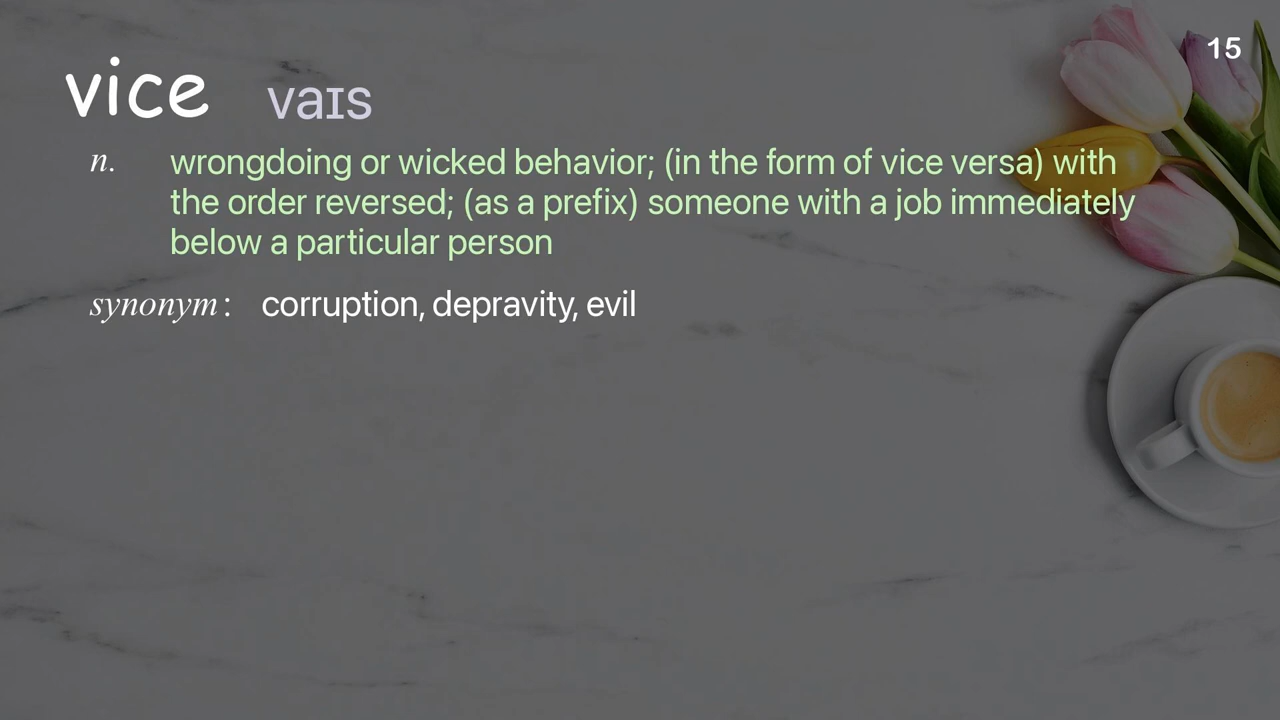 15
vice vaɪs
n. wrongdoing or wicked behavior; (in the form of vice versa) with
the order reversed; (as a prefix) someone with a job immediately
below a particular person
synonym: corruption, depravity, evil